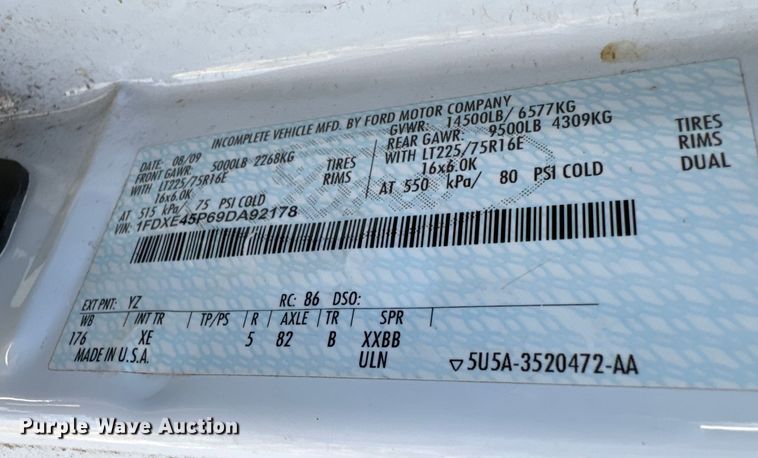 INCOMPLETE VEHICLE MFD. BY FORD MOTOR COMPANY
DATE: 08/09 GVWR: 14500LB/ 6577KG
FRONT GAWR: 5000LB 2268KG REAR GAWR: 9500LB 4309KG
WITH LT225/75R16E TIRES WITH LT225/75R16E TIRES
16x6.0K RIMS 16x6.0K RIMS
AT 515 kPa/ 75 PSI COLD AT 550 kPa/ 80 PSI COLD DUAL
VIN: 1FDXE45P69DA92178
EXT PNT: YZ RC: 86 DSO:
WB INT TR TP/PS R AXLE TR SPR
176 XE 5 82 B XXBB
MADE IN U.S.A. ULN ▽5U5A-3520472-AA
Purple Wave Auction